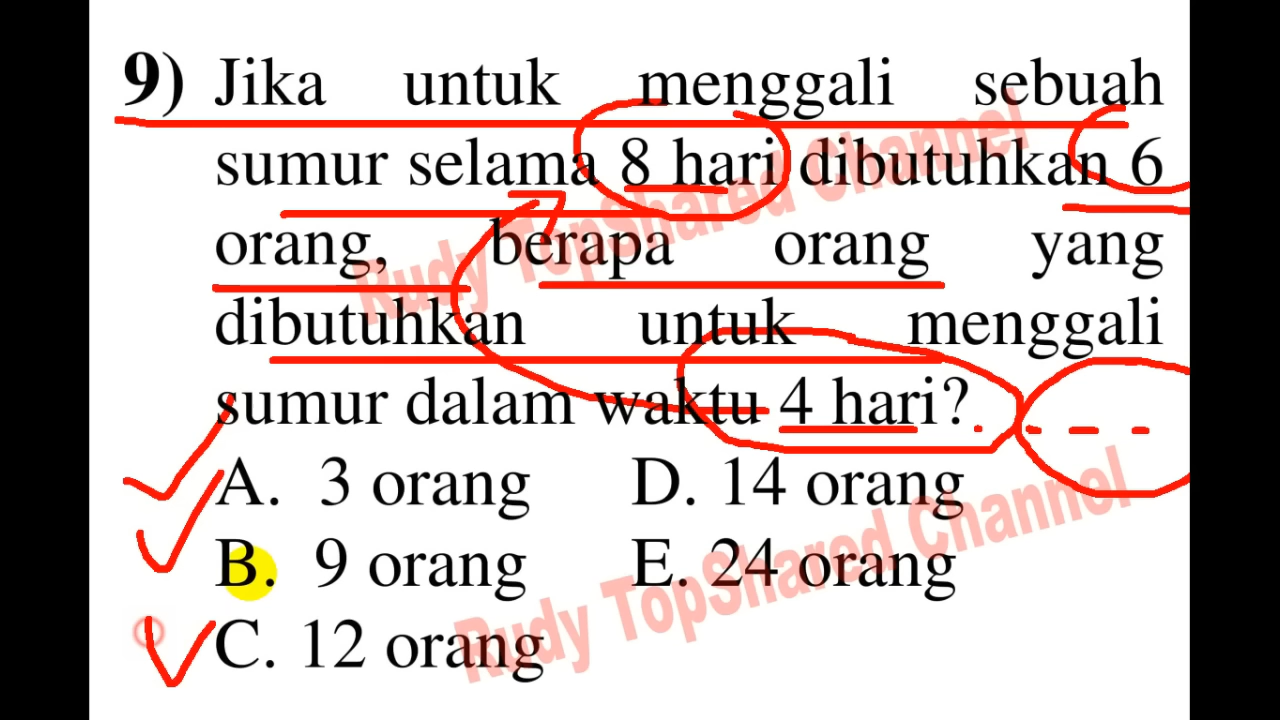 9) Jika untuk menggali sebuah
sumur selama 8 hari dibutuhkan 6
orang, berapa orang yang
dibutuhkan untuk menggali
sumur dalam waktu 4 hari?
A. 3 orang D. 14 orang
B. 9 orang E. 24 orang
C. 12 orang
Rudy TopShared Channel
Rudy TopShared Channel